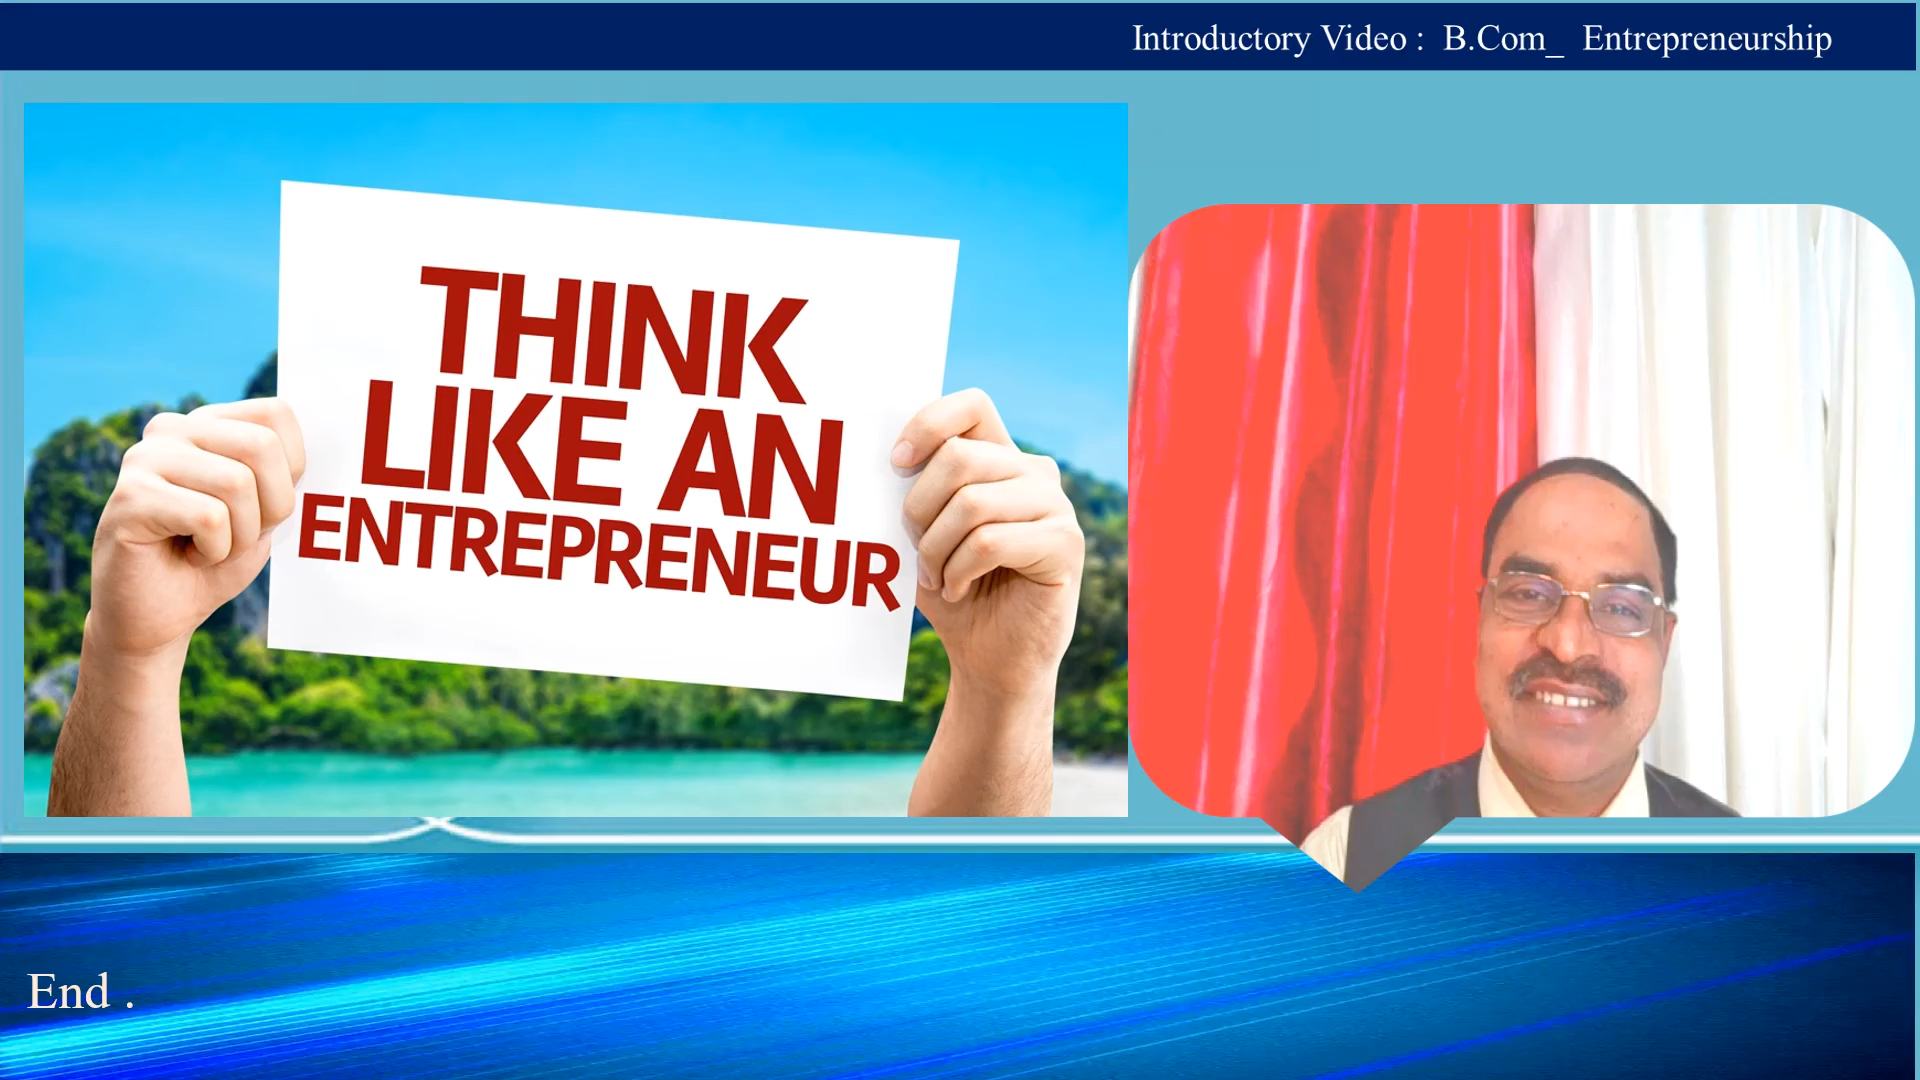 Introductory Video : B.Com_ Entrepreneurship
THINK
LIKE AN
ENTREPRENEUR
End .